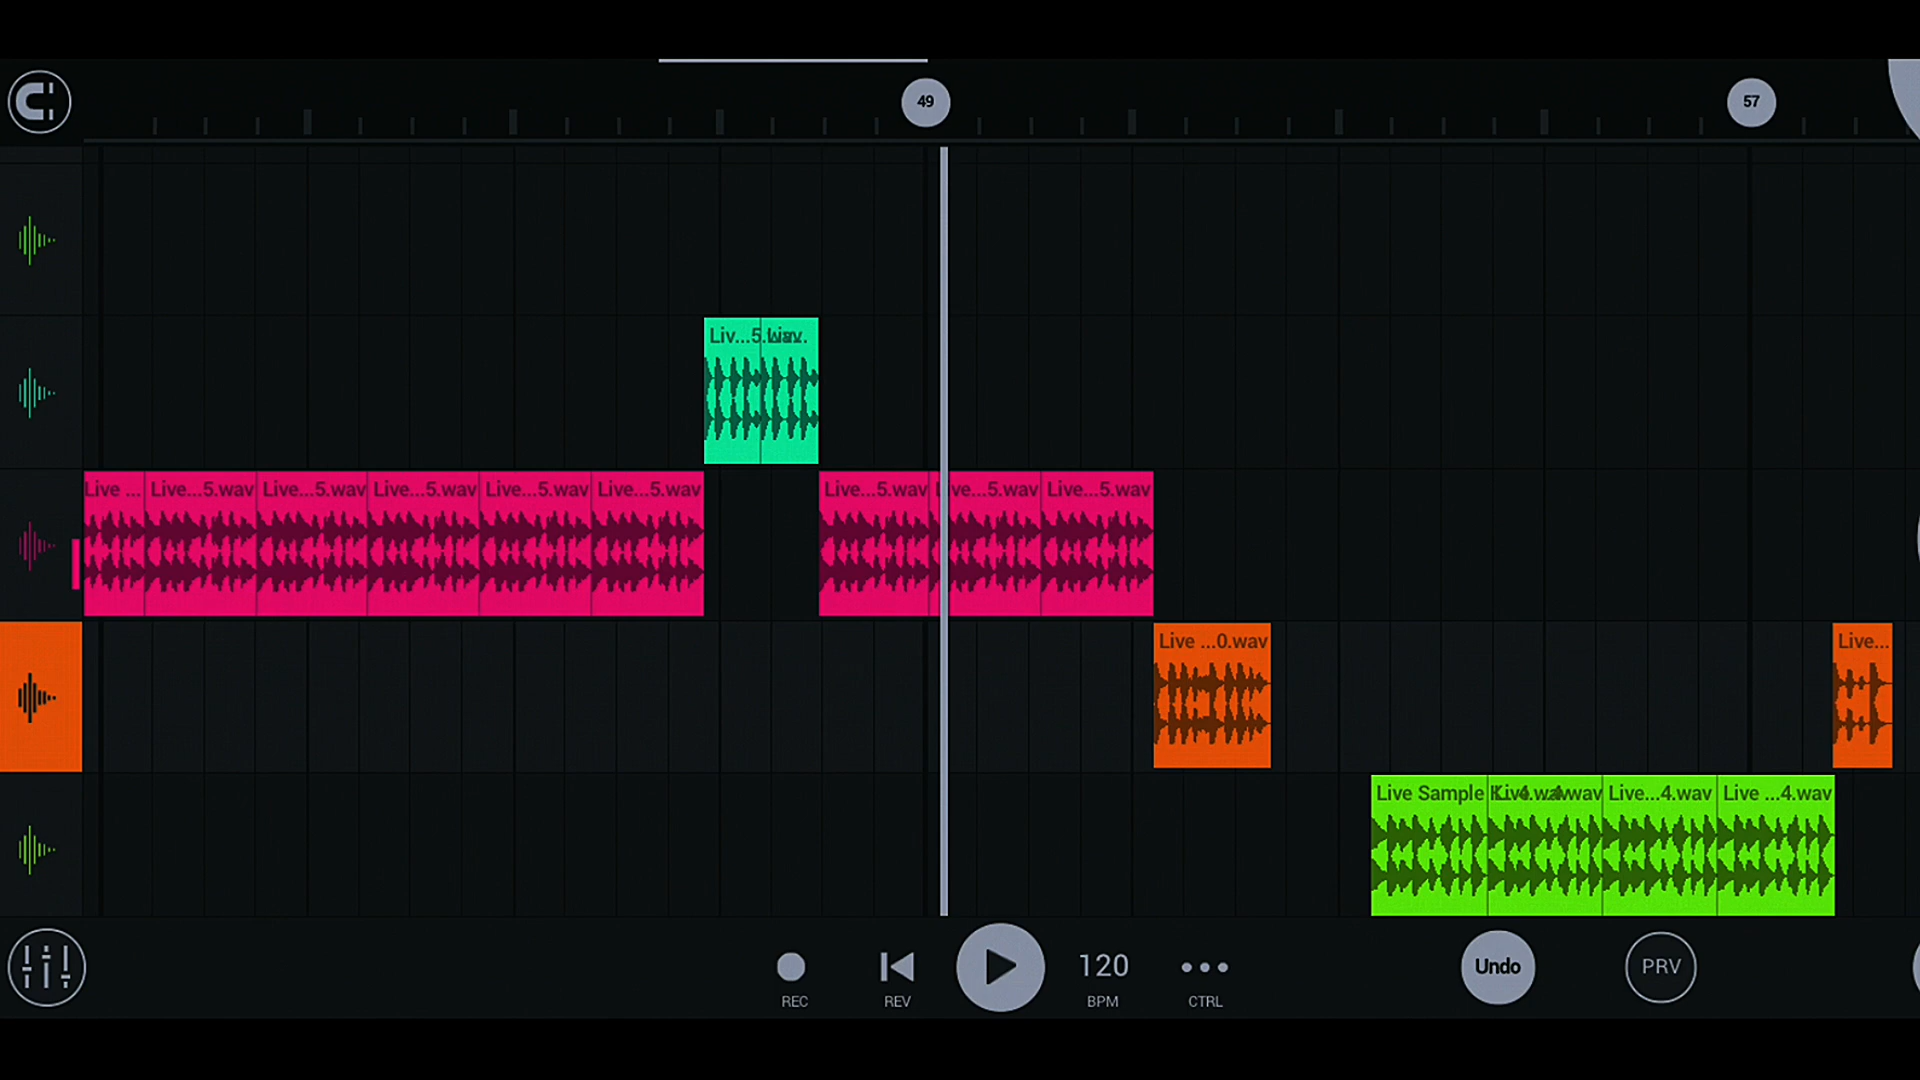 49
57
Liv...5.wav
Live ...
Live...5.wav
Live...5.wav
Live...5.wav
Live...5.wav
Live...5.wav
Live...5.wav
Live...5.wav
Live...5.wav
Live ...0.wav
Live...
Live Sample
Live...4.wav
Live ...4.wav
Undo
PRV
120
REC
REV
BPM
CTRL